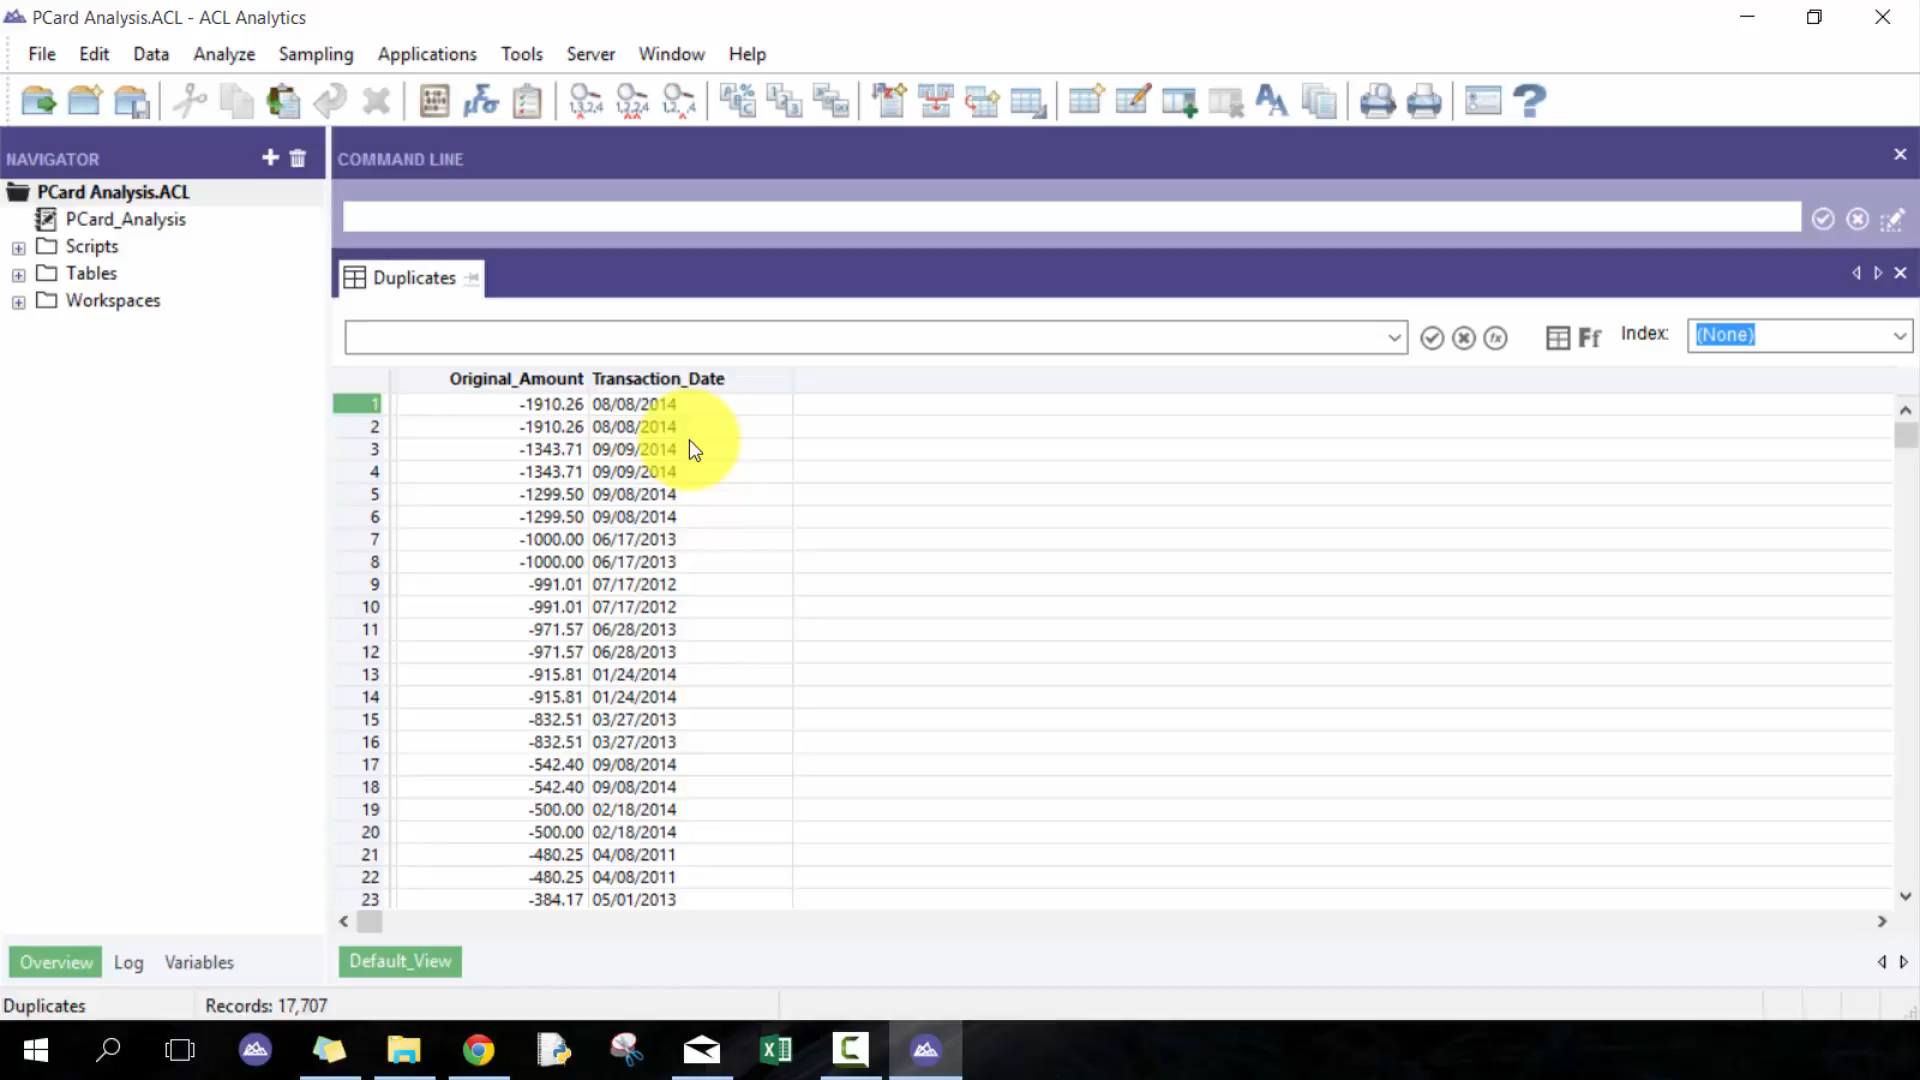 PCard Analysis.ACL - ACL Analytics
File Edit Data Analyze Sampling Applications Tools Server Window Help
NAVIGATOR
COMMAND LINE
PCard Analysis.ACL
PCard_Analysis
Scripts
Tables
Workspaces
Duplicates
Index: (None)
Original_Amount Transaction_Date
1 -1910.26 08/08/2014
2 -1910.26 08/08/2014
3 -1343.71 09/09/2014
4 -1343.71 09/09/2014
5 -1299.50 09/08/2014
6 -1299.50 09/08/2014
7 -1000.00 06/17/2013
8 -1000.00 06/17/2013
9 -991.01 07/17/2012
10 -991.01 07/17/2012
11 -971.57 06/28/2013
12 -971.57 06/28/2013
13 -915.81 01/24/2014
14 -915.81 01/24/2014
15 -832.51 03/27/2013
16 -832.51 03/27/2013
17 -542.40 09/08/2014
18 -542.40 09/08/2014
19 -500.00 02/18/2014
20 -500.00 02/18/2014
21 -480.25 04/08/2011
22 -480.25 04/08/2011
23 -384.17 05/01/2013
Overview Log Variables
Default_View
Duplicates Records: 17,707